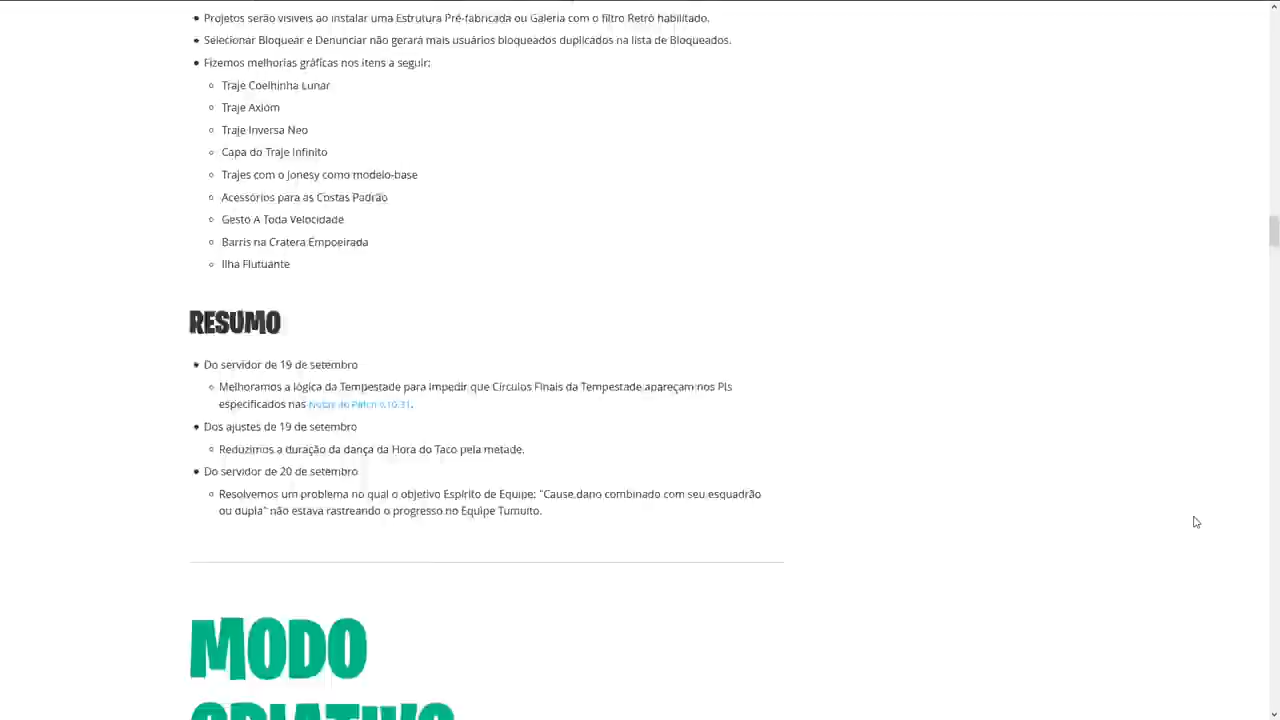 Projetos serão visíveis ao instalar uma Estrutura Pré-fabricada ou Galeria com o filtro Retrô habilitado.
Selecionar Bloquear e Denunciar não gerará mais usuários bloqueados duplicados na lista de Bloqueados.
Fizemos melhorias gráficas nos itens a seguir:
Traje Coelhinha Lunar
Traje Axiom
Traje Inversa Neo
Capa do Traje Infinito
Trajes com o Jonesy como modelo-base
Acessórios para as Costas Padrão
Gesto A Toda Velocidade
Barris na Cratera Empoeirada
Ilha Flutuante
RESUMO
Do servidor de 19 de setembro
Melhoramos a lógica da Tempestade para impedir que Círculos Finais da Tempestade apareçam nos PIs
especificados nas Notas do Patch v.10.31.
Dos ajustes de 19 de setembro
Reduzimos a duração da dança da Hora do Taco pela metade.
Do servidor de 20 de setembro
Resolvemos um problema no qual o objetivo Espírito de Equipe: "Cause dano combinado com seu esquadrão
ou dupla" não estava rastreando o progresso no Equipe Tumulto.
MODO
CRIATIVO